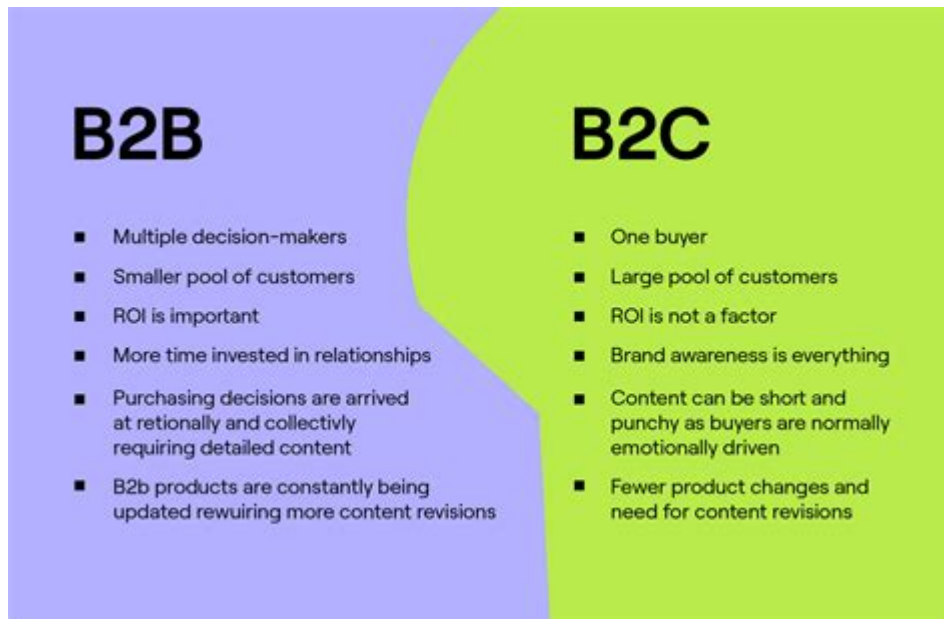 B2B
Multiple decision-makers
Smaller pool of customers
ROI is important
More time invested in relationships
Purchasing decisions are arrived
at retionally and collectivly
requiring detailed content
B2b products are constantly being
updated rewuiring more content revisions
B2C
One buyer
Large pool of customers
ROI is not a factor
Brand awareness is everything
Content can be short and
punchy as buyers are normally
emotionally driven
Fewer product changes and
need for content revisions